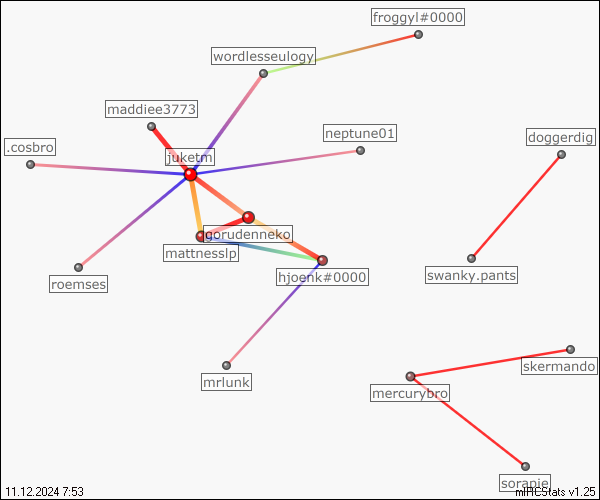 froggyl#0000
wordlesseulogy
maddiee3773
neptune01
doggerdig
.cosbro
juketm
gorudenneko
mattnesslp
swanky.pants
roemses
hjoenk#0000
skermando
mrlunk
mercurybro
sorapie
11.12.2024 7:53
mIRCStats v1.25